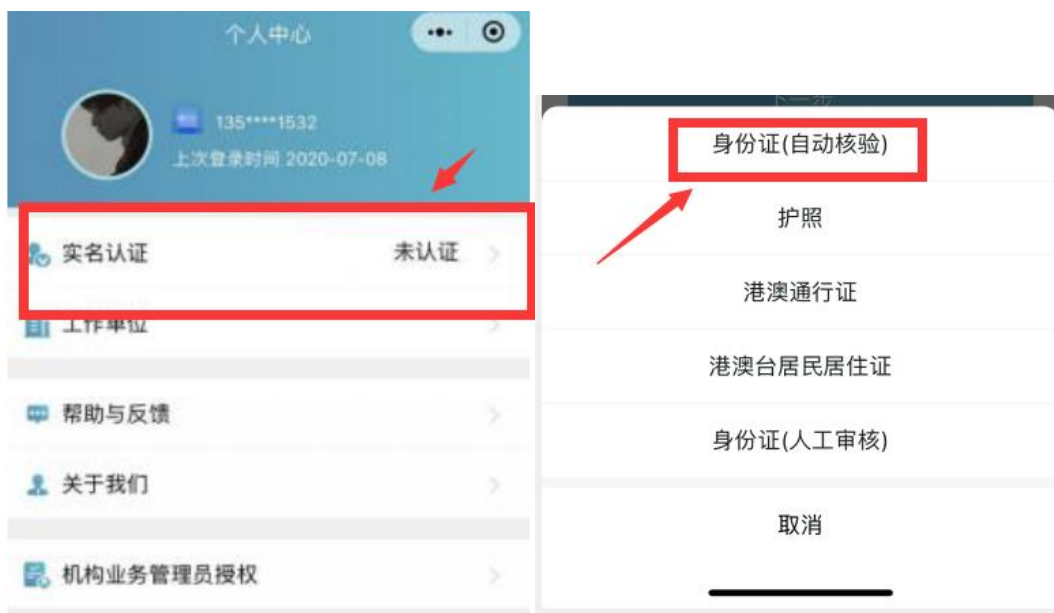 个人中心
135****1532
上次登录时间 2020-07-08
实名认证
未认证
工作单位
帮助与反馈
关于我们
机构业务管理员授权
下一步
身份证(自动核验)
护照
港澳通行证
港澳台居民居住证
身份证(人工审核)
取消